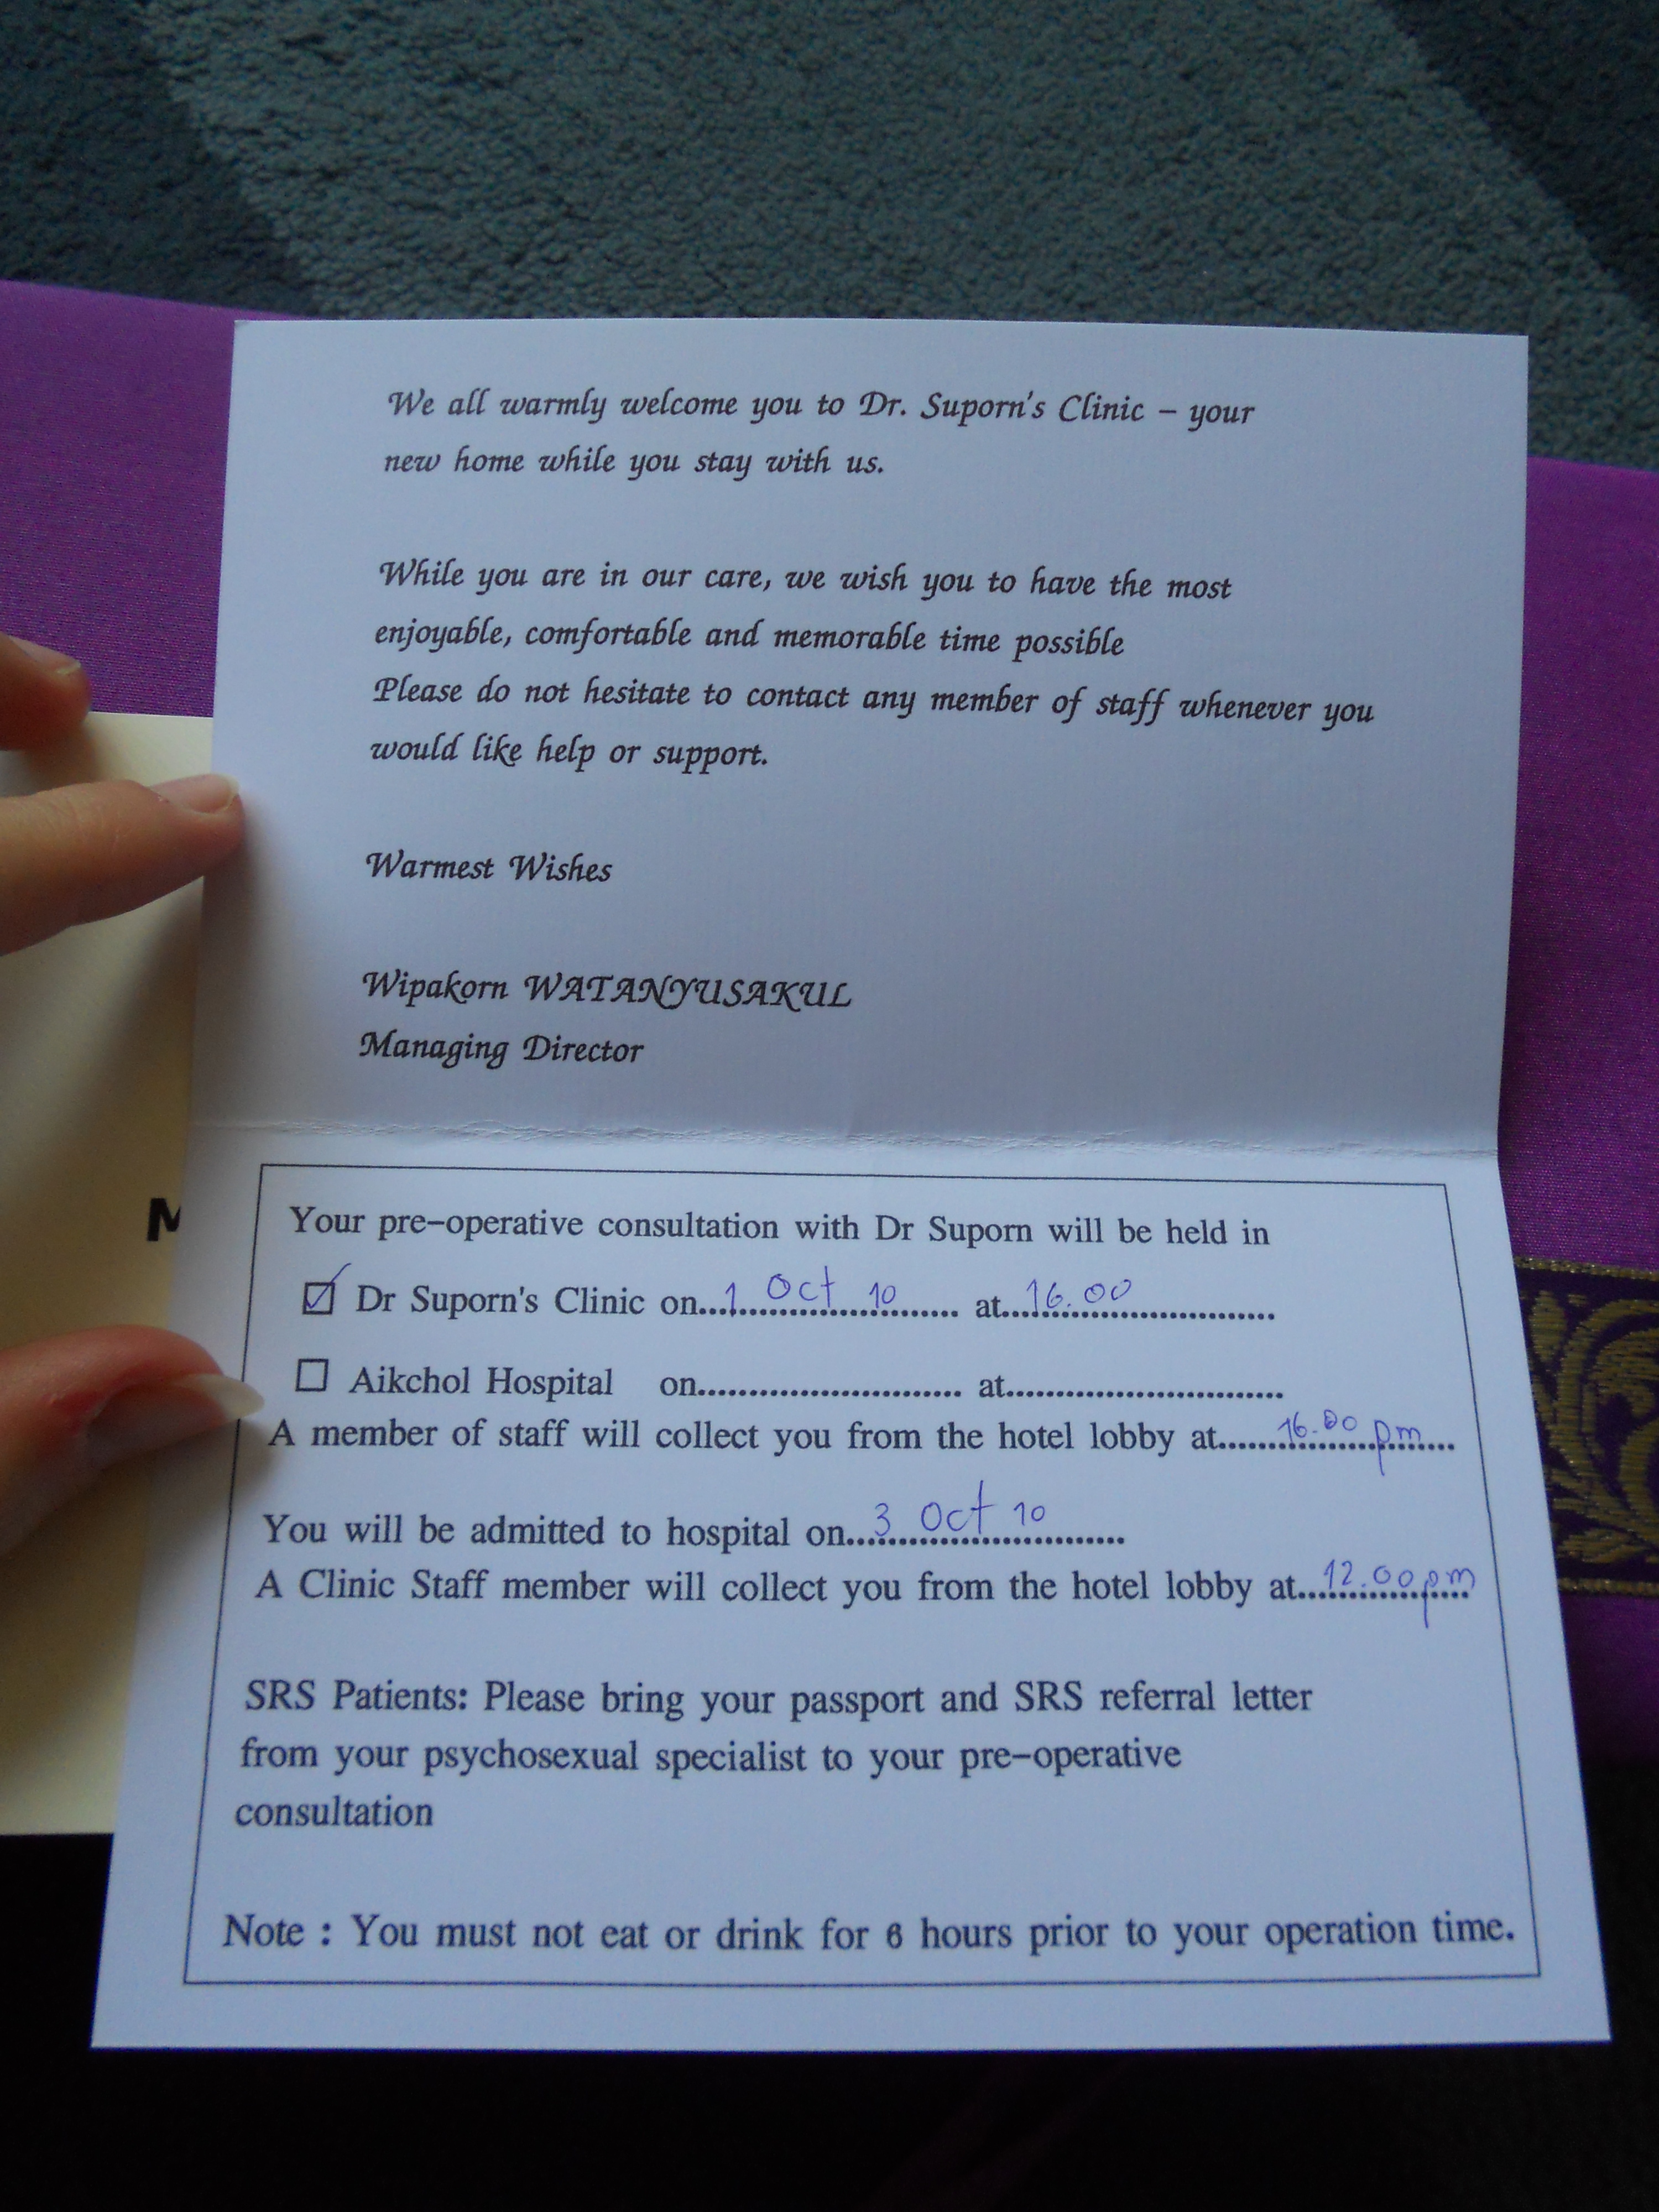 We all warmly welcome you to Dr. Suporn's Clinic – your
new home while you stay with us.
While you are in our care, we wish you to have the most
enjoyable, comfortable and memorable time possible
Please do not hesitate to contact any member of staff whenever you
would like help or support.
Warmest Wishes
Wipakorn WATANYUSAKUL
Managing Director
M
Your pre-operative consultation with Dr Suporn will be held in
☑ Dr Suporn's Clinic on...1 Oct 10... at...16.00...
☐ Aikchol Hospital on........................... at...........................
A member of staff will collect you from the hotel lobby at...16.00 pm...
You will be admitted to hospital on...3 Oct 10...
A Clinic Staff member will collect you from the hotel lobby at...12.00 pm
SRS Patients: Please bring your passport and SRS referral letter
from your psychosexual specialist to your pre-operative
consultation
Note : You must not eat or drink for 6 hours prior to your operation time.